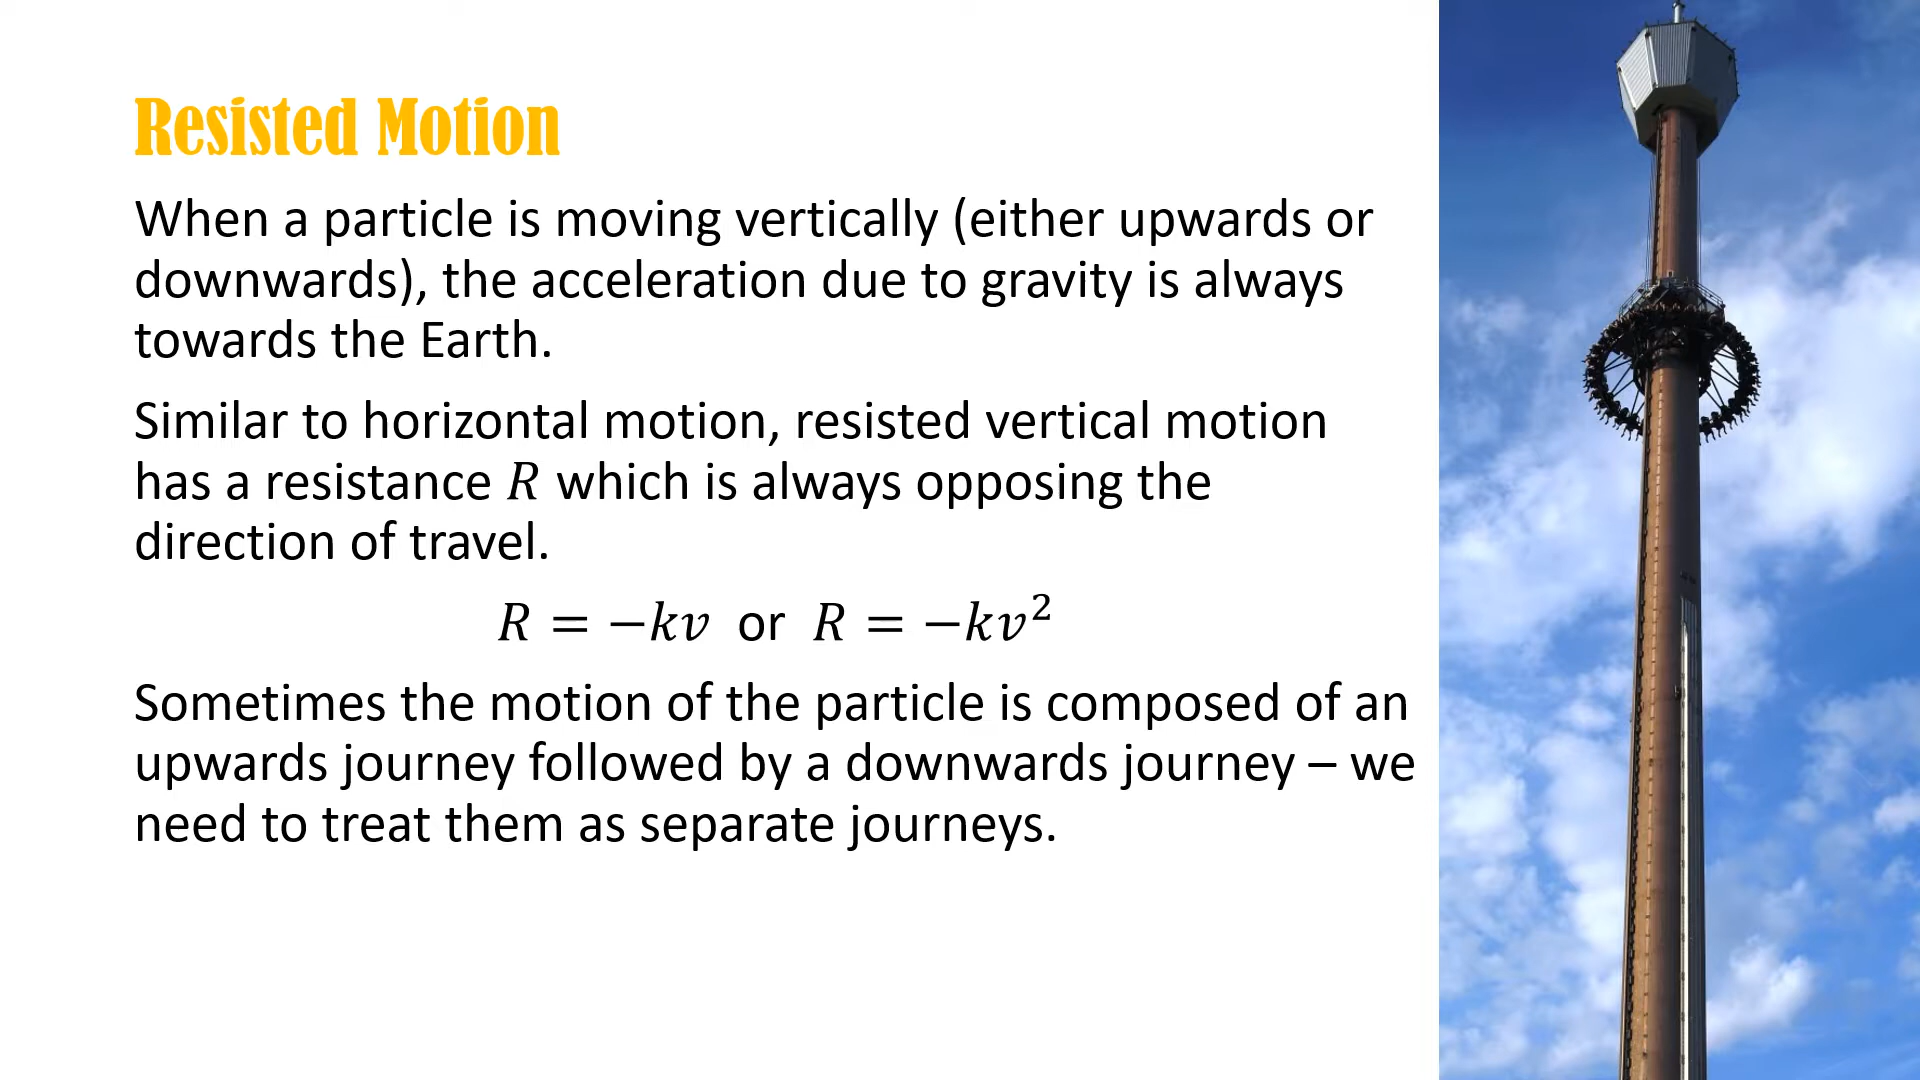 Resisted Motion
When a particle is moving vertically (either upwards or
downwards), the acceleration due to gravity is always
towards the Earth.
Similar to horizontal motion, resisted vertical motion
has a resistance 𝑅 which is always opposing the
direction of travel.
𝑅 = −𝑘𝑣 or 𝑅 = −𝑘𝑣²
Sometimes the motion of the particle is composed of an
upwards journey followed by a downwards journey – we
need to treat them as separate journeys.